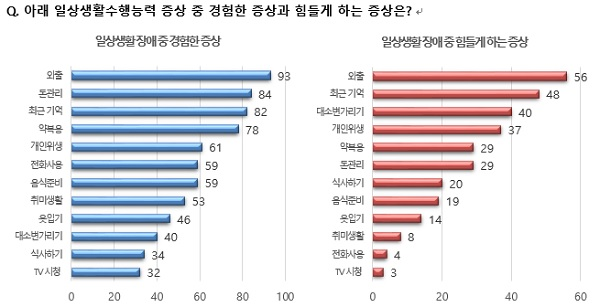 Q. 아래 일상생활수행능력 증상 중 경험한 증상과 힘들게 하는 증상은?
일상생활 장애 중 경험한 증상
외출 93
돈관리 84
최근 기억 82
약복용 78
개인위생 61
전화사용 59
음식준비 59
취미생활 53
옷입기 46
대소변가리기 40
식사하기 34
TV 시청 32
0 20 40 60 80 100
일상생활 장애 중 힘들게 하는 증상
외출 56
최근 기억 48
대소변가리기 40
개인위생 37
약복용 29
돈관리 29
식사하기 20
음식준비 19
옷입기 14
취미생활 8
전화사용 4
TV 시청 3
0 20 40 60